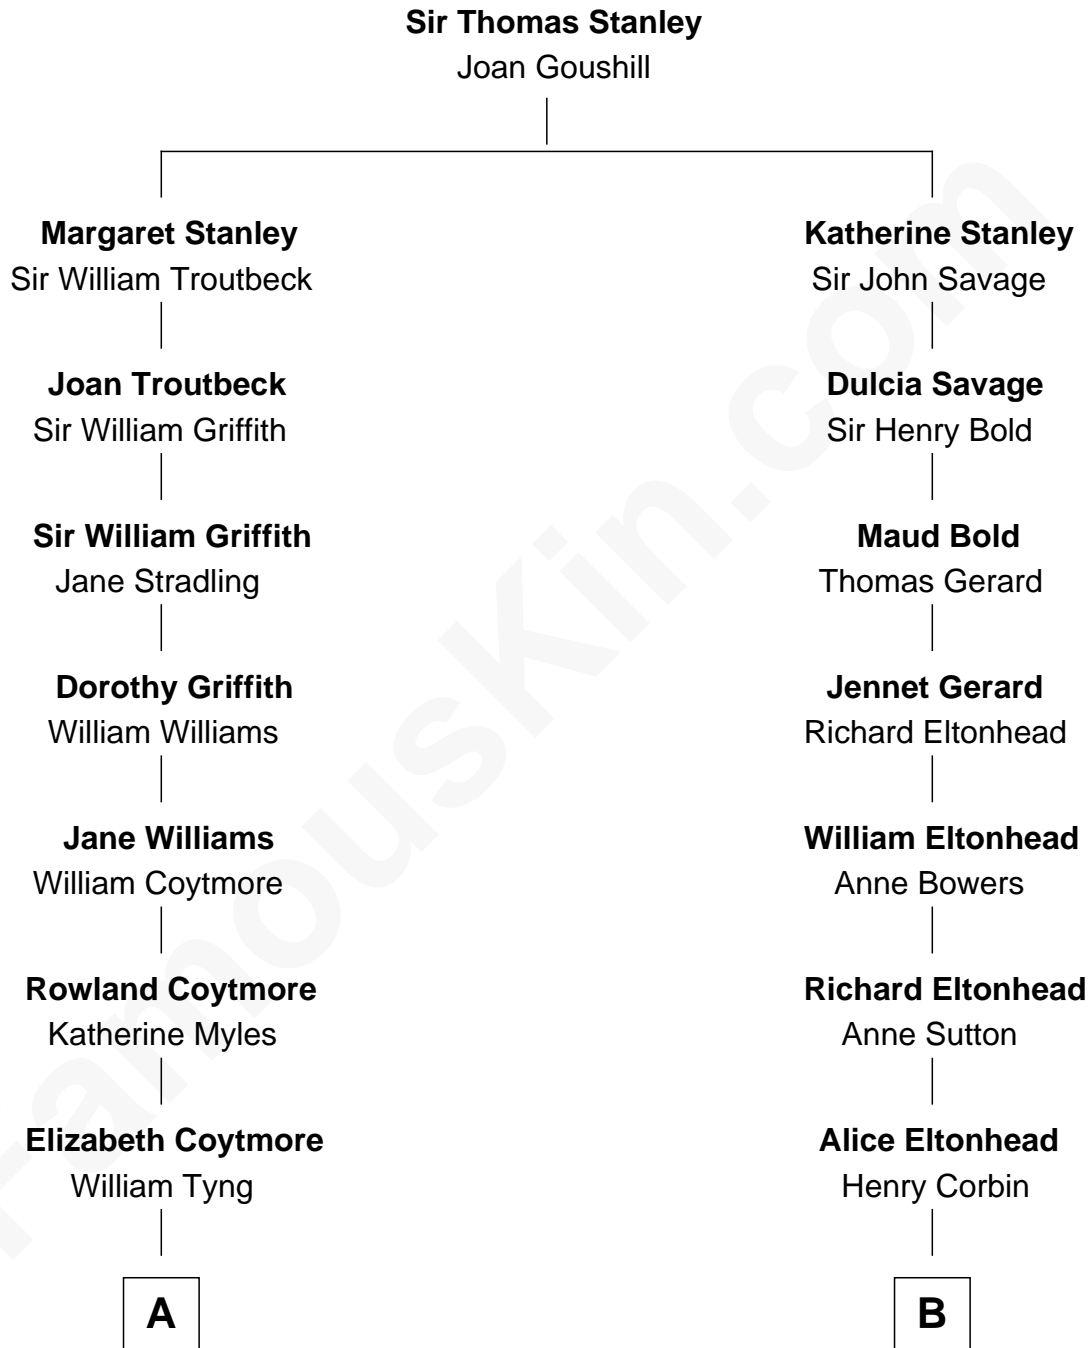 Sir Thomas Stanley
Joan Goushill
Margaret Stanley
Sir William Troutbeck
Katherine Stanley
Sir John Savage
Joan Troutbeck
Sir William Griffith
Dulcia Savage
Sir Henry Bold
Sir William Griffith
Jane Stradling
Maud Bold
Thomas Gerard
Dorothy Griffith
William Williams
Jennet Gerard
Richard Eltonhead
Jane Williams
William Coytmore
William Eltonhead
Anne Bowers
Rowland Coytmore
Katherine Myles
Richard Eltonhead
Anne Sutton
Elizabeth Coytmore
William Tyng
Alice Eltonhead
Henry Corbin
A
B
FamousKin.com